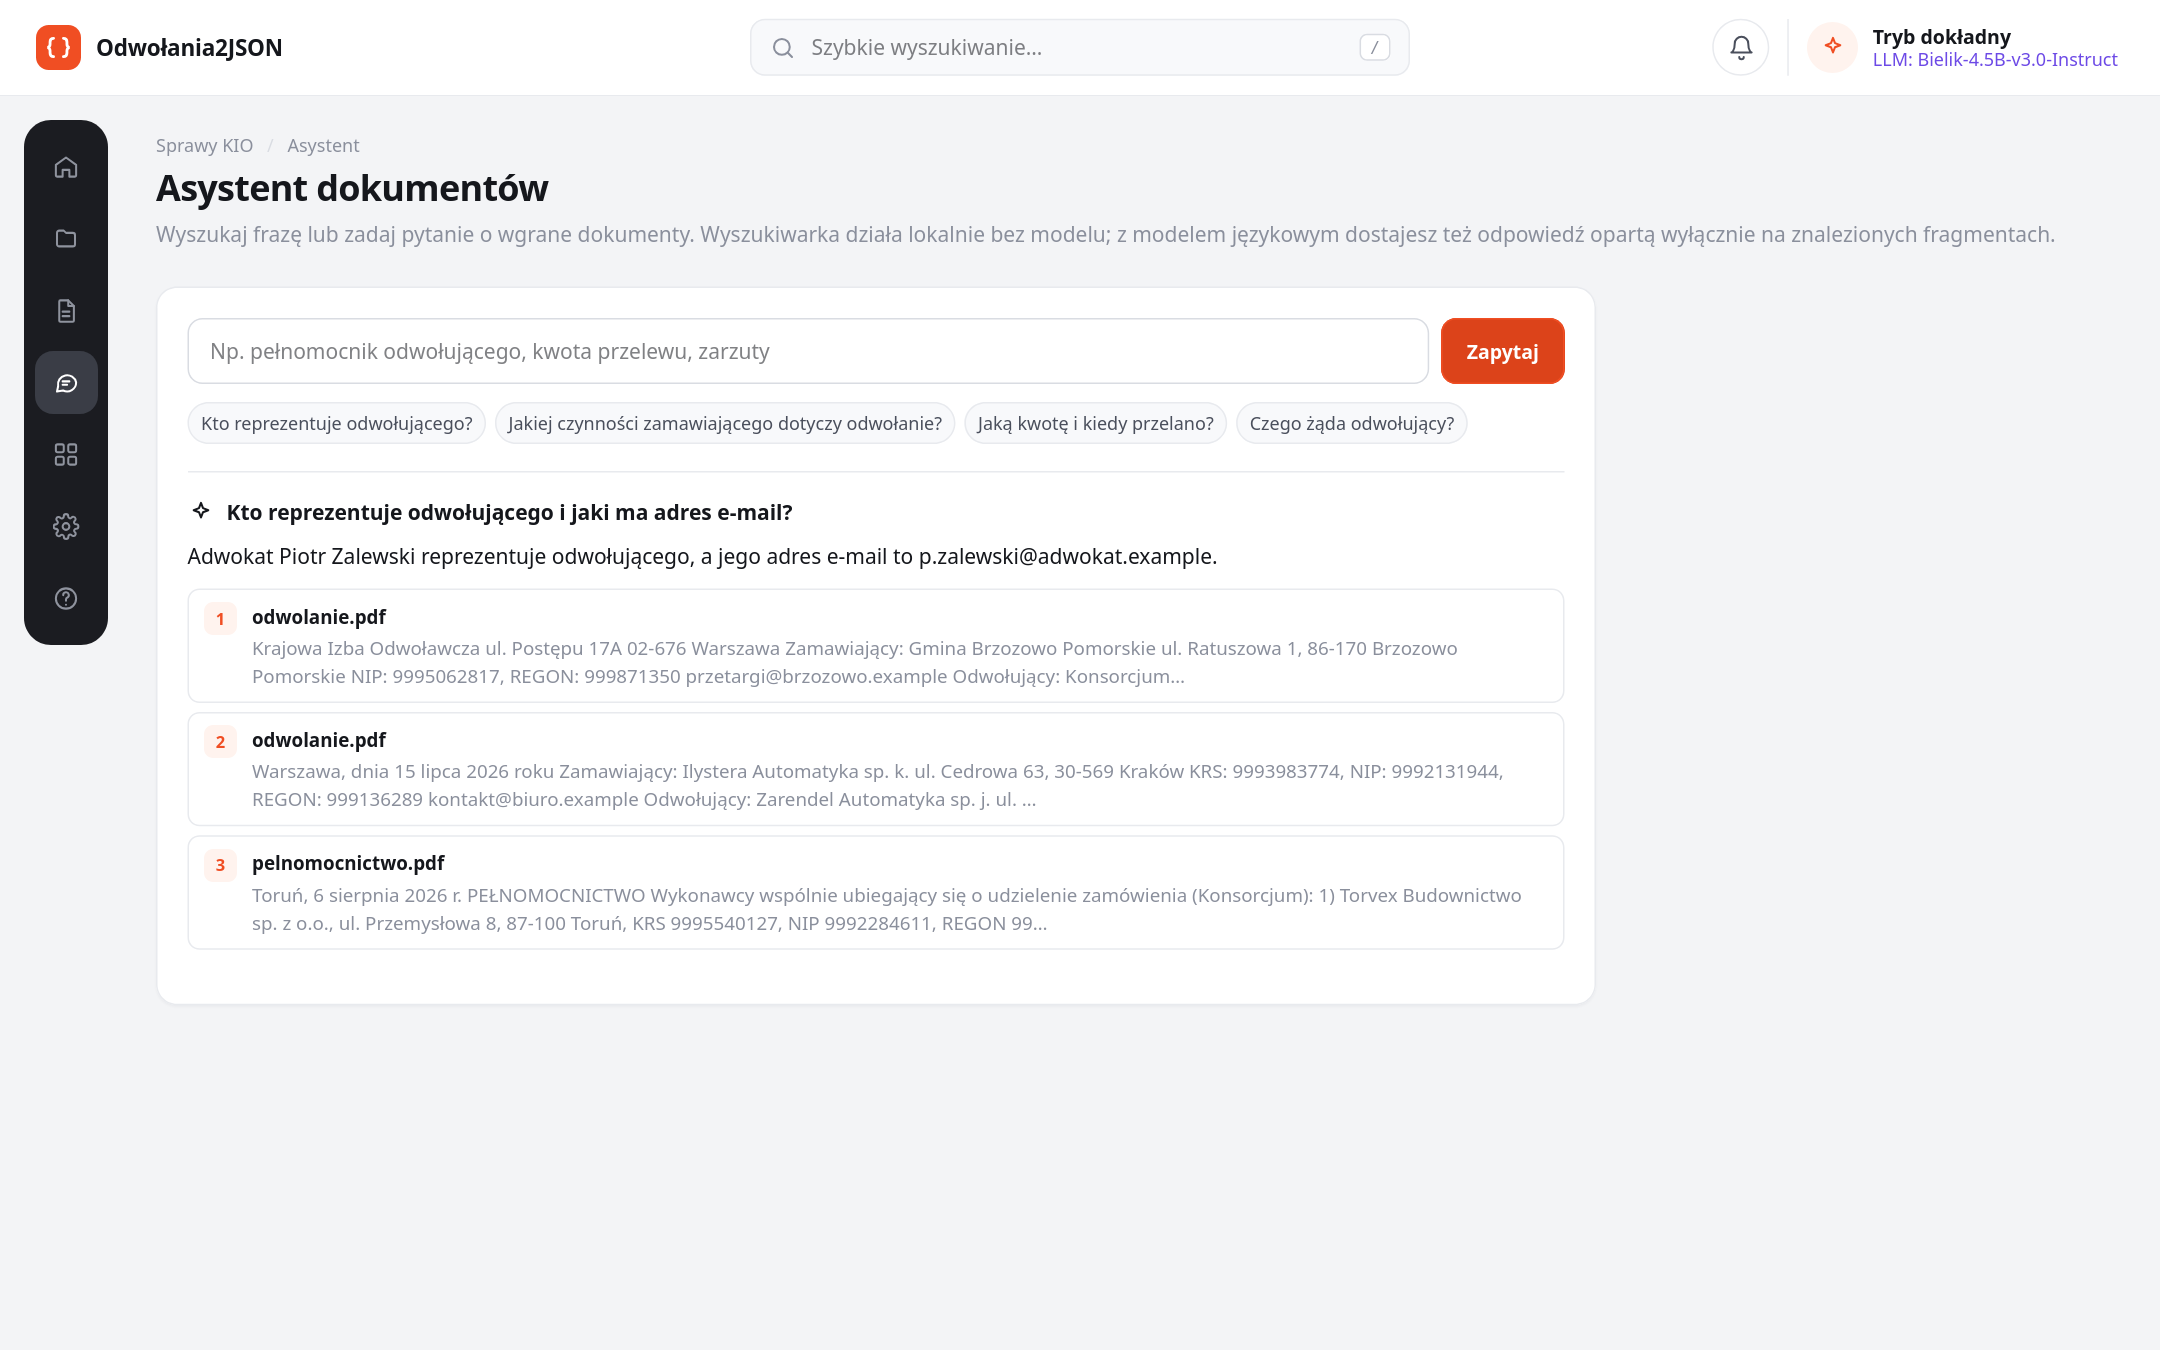 Odwołania2JSON
Szybkie wyszukiwanie...
/
Tryb dokładny
LLM: Bielik-4.5B-v3.0-Instruct
Sprawy KIO / Asystent
Asystent dokumentów
Wyszukaj frazę lub zadaj pytanie o wgrane dokumenty. Wyszukiwarka działa lokalnie bez modelu; z modelem językowym dostajesz też odpowiedź opartą wyłącznie na znalezionych fragmentach.
Np. pełnomocnik odwołującego, kwota przelewu, zarzuty
Zapytaj
Kto reprezentuje odwołującego?
Jakiej czynności zamawiającego dotyczy odwołanie?
Jaką kwotę i kiedy przelano?
Czego żąda odwołujący?
Kto reprezentuje odwołującego i jaki ma adres e-mail?
Adwokat Piotr Zalewski reprezentuje odwołującego, a jego adres e-mail to p.zalewski@adwokat.example.
1 odwolanie.pdf
Krajowa Izba Odwoławcza ul. Postępu 17A 02-676 Warszawa Zamawiający: Gmina Brzozowo Pomorskie ul. Ratuszowa 1, 86-170 Brzozowo
Pomorskie NIP: 9995062817, REGON: 999871350 przetargi@brzozowo.example Odwołujący: Konsorcjum...
2 odwolanie.pdf
Warszawa, dnia 15 lipca 2026 roku Zamawiający: Ilystera Automatyka sp. k. ul. Cedrowa 63, 30-569 Kraków KRS: 9993983774, NIP: 9992131944,
REGON: 999136289 kontakt@biuro.example Odwołujący: Zarendel Automatyka sp. j. ul. ...
3 pelnomocnictwo.pdf
Toruń, 6 sierpnia 2026 r. PEŁNOMOCNICTWO Wykonawcy wspólnie ubiegający się o udzielenie zamówienia (Konsorcjum): 1) Torvex Budownictwo
sp. z o.o., ul. Przemysłowa 8, 87-100 Toruń, KRS 9995540127, NIP 9992284611, REGON 99...